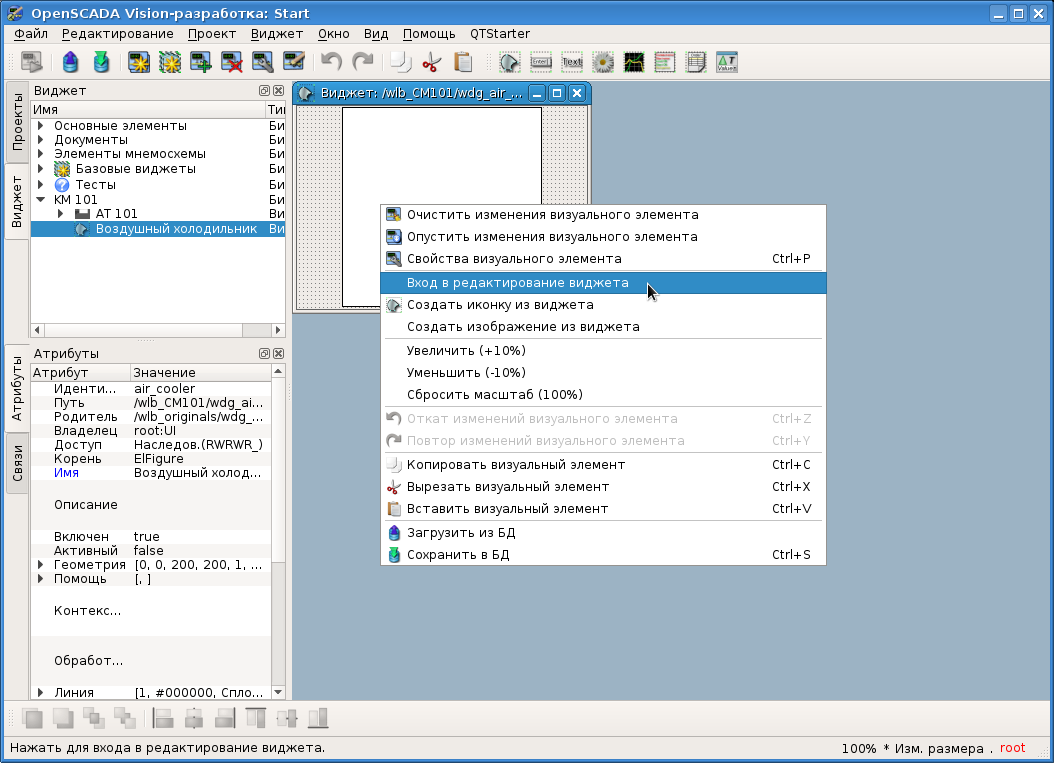 OpenSCADA Vision-разработка: Start
Файл Редактирование Проект Виджет Окно Вид Помощь QTStarter
Проекты
Виджет
Виджет
Имя Ти
Основные элементы Би
Документы Би
Элементы мнемосхемы Би
Базовые виджеты Би
Тесты Би
КМ 101 Би
АТ 101 Ви
Воздушный холодильник Ви
Атрибуты
Связи
Атрибуты
Атрибут Значение
Иденти... air_cooler
Путь /wlb_CM101/wdg_ai...
Родитель /wlb_originals/wdg_...
Владелец root:UI
Доступ Наследов.(RWRWR_)
Корень ElFigure
Имя Воздушный холод...
Описание
Включен true
Активный false
Геометрия [0, 0, 200, 200, 1, ...
Помощь [, ]
Контекс...
Обработ...
Линия [1, #000000, Спло...
Виджет: /wlb_CM101/wdg_air_...
Очистить изменения визуального элемента
Опустить изменения визуального элемента
Свойства визуального элемента Ctrl+P
Вход в редактирование виджета
Создать иконку из виджета
Создать изображение из виджета
Увеличить (+10%)
Уменьшить (-10%)
Сбросить масштаб (100%)
Откат изменений визуального элемента Ctrl+Z
Повтор изменений визуального элемента Ctrl+Y
Копировать визуальный элемент Ctrl+C
Вырезать визуальный элемент Ctrl+X
Вставить визуальный элемент Ctrl+V
Загрузить из БД
Сохранить в БД Ctrl+S
Нажать для входа в редактирование виджета. 100% * Изм. размера . root